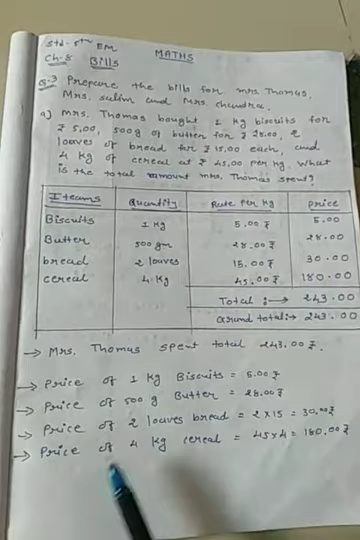 Std-5th EM
MATHS
Ch-8 Bills
Q.3 Prepare the bills for mrs. Thomas.
Mrs. salim and Mrs. chandra.
a) Mrs. Thomas bought 1 kg biscuits for
₹ 5.00, 500 g of butter for ₹ 28.00, 2
loaves of bread for ₹ 15.00 each, and
4 kg of cereal at ₹ 45.00 per kg. What
is the total amount mrs. Thomas spent?
Iteams Quantity Rate Per kg price
Biscuits 1 kg 5.00 ₹ 5.00
Butter 500 gm 28.00 ₹ 28.00
bread 2 loaves 15.00 ₹ 30.00
cereal 4 kg 45.00 ₹ 180.00
Total :→ 243.00
Grand total:→ 243.00
→ Mrs. Thomas spent total 243.00 ₹.
→ Price of 1 kg Biscuits = 5.00₹
→ Price of 500 g Butter = 28.00₹
→ Price of 2 loaves bread = 2×15 = 30.00₹
→ Price of 4 kg cereal = 45×4 = 180.00₹